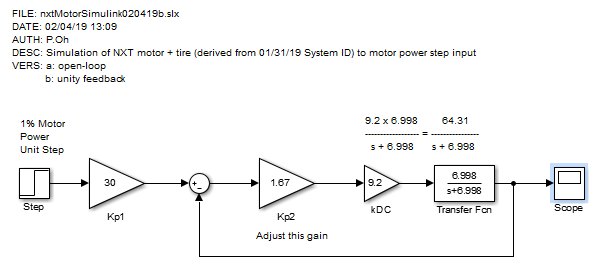 FILE: nxtMotorSimulink020419b.slx
DATE: 02/04/19 13:09
AUTH: P.Oh
DESC: Simulation of NXT motor + tire (derived from 01/31/19 System ID) to motor power step input
VERS: a: open-loop
b: unity feedback
1% Motor
Power
Unit Step
9.2 x 6.998 64.31
------------------ = ----------------
s + 6.998 s + 6.998
30
+
-
1.67
9.2
6.998
s+6.998
Step
Kp1
Kp2
kDC
Transfer Fcn
Scope
Adjust this gain